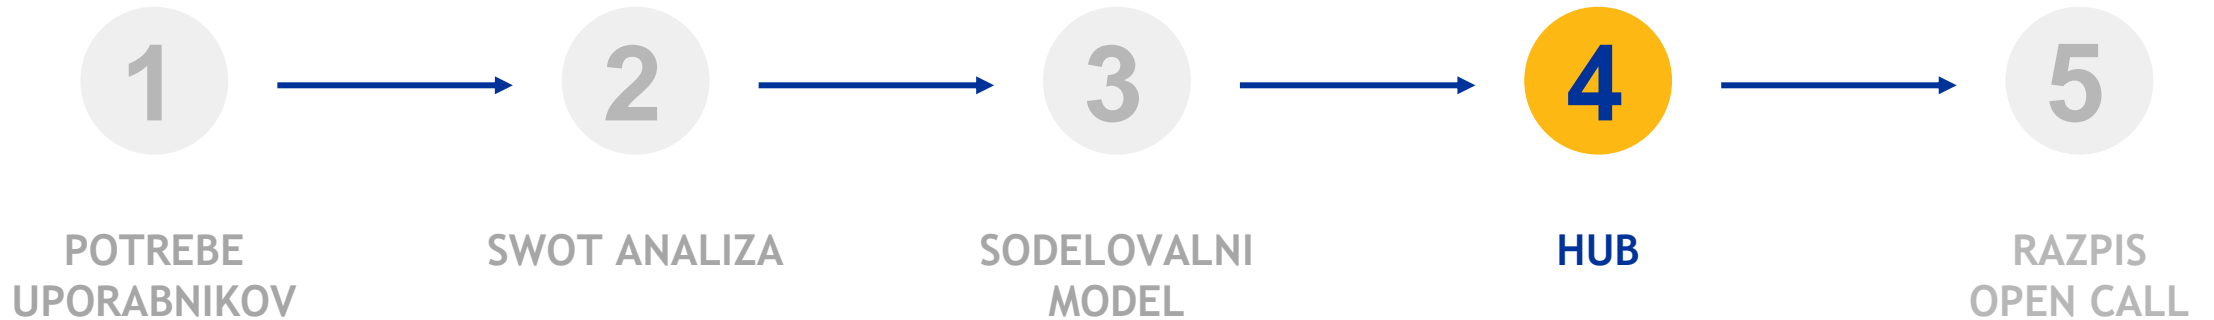 1
2
3
4
5
POTREBE
UPORABNIKOV
SWOT ANALIZA
SODELOVALNI
MODEL
HUB
RAZPIS
OPEN CALL